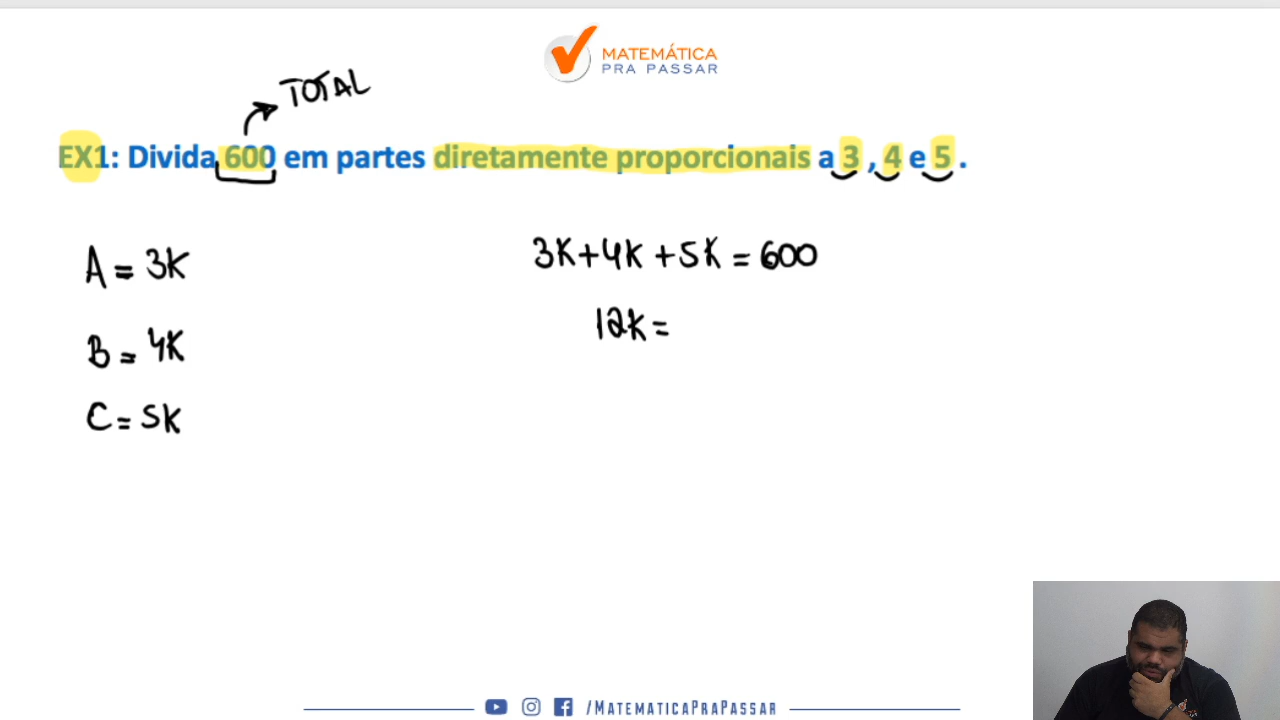 MATEMÁTICA
PRA PASSAR
TOTAL
EX1: Divida 600 em partes diretamente proporcionais a 3 , 4 e 5 .
A = 3K
3K+4K+5K = 600
12K =
B = 4K
C = 5K
/MATEMATICAPRAPASSAR